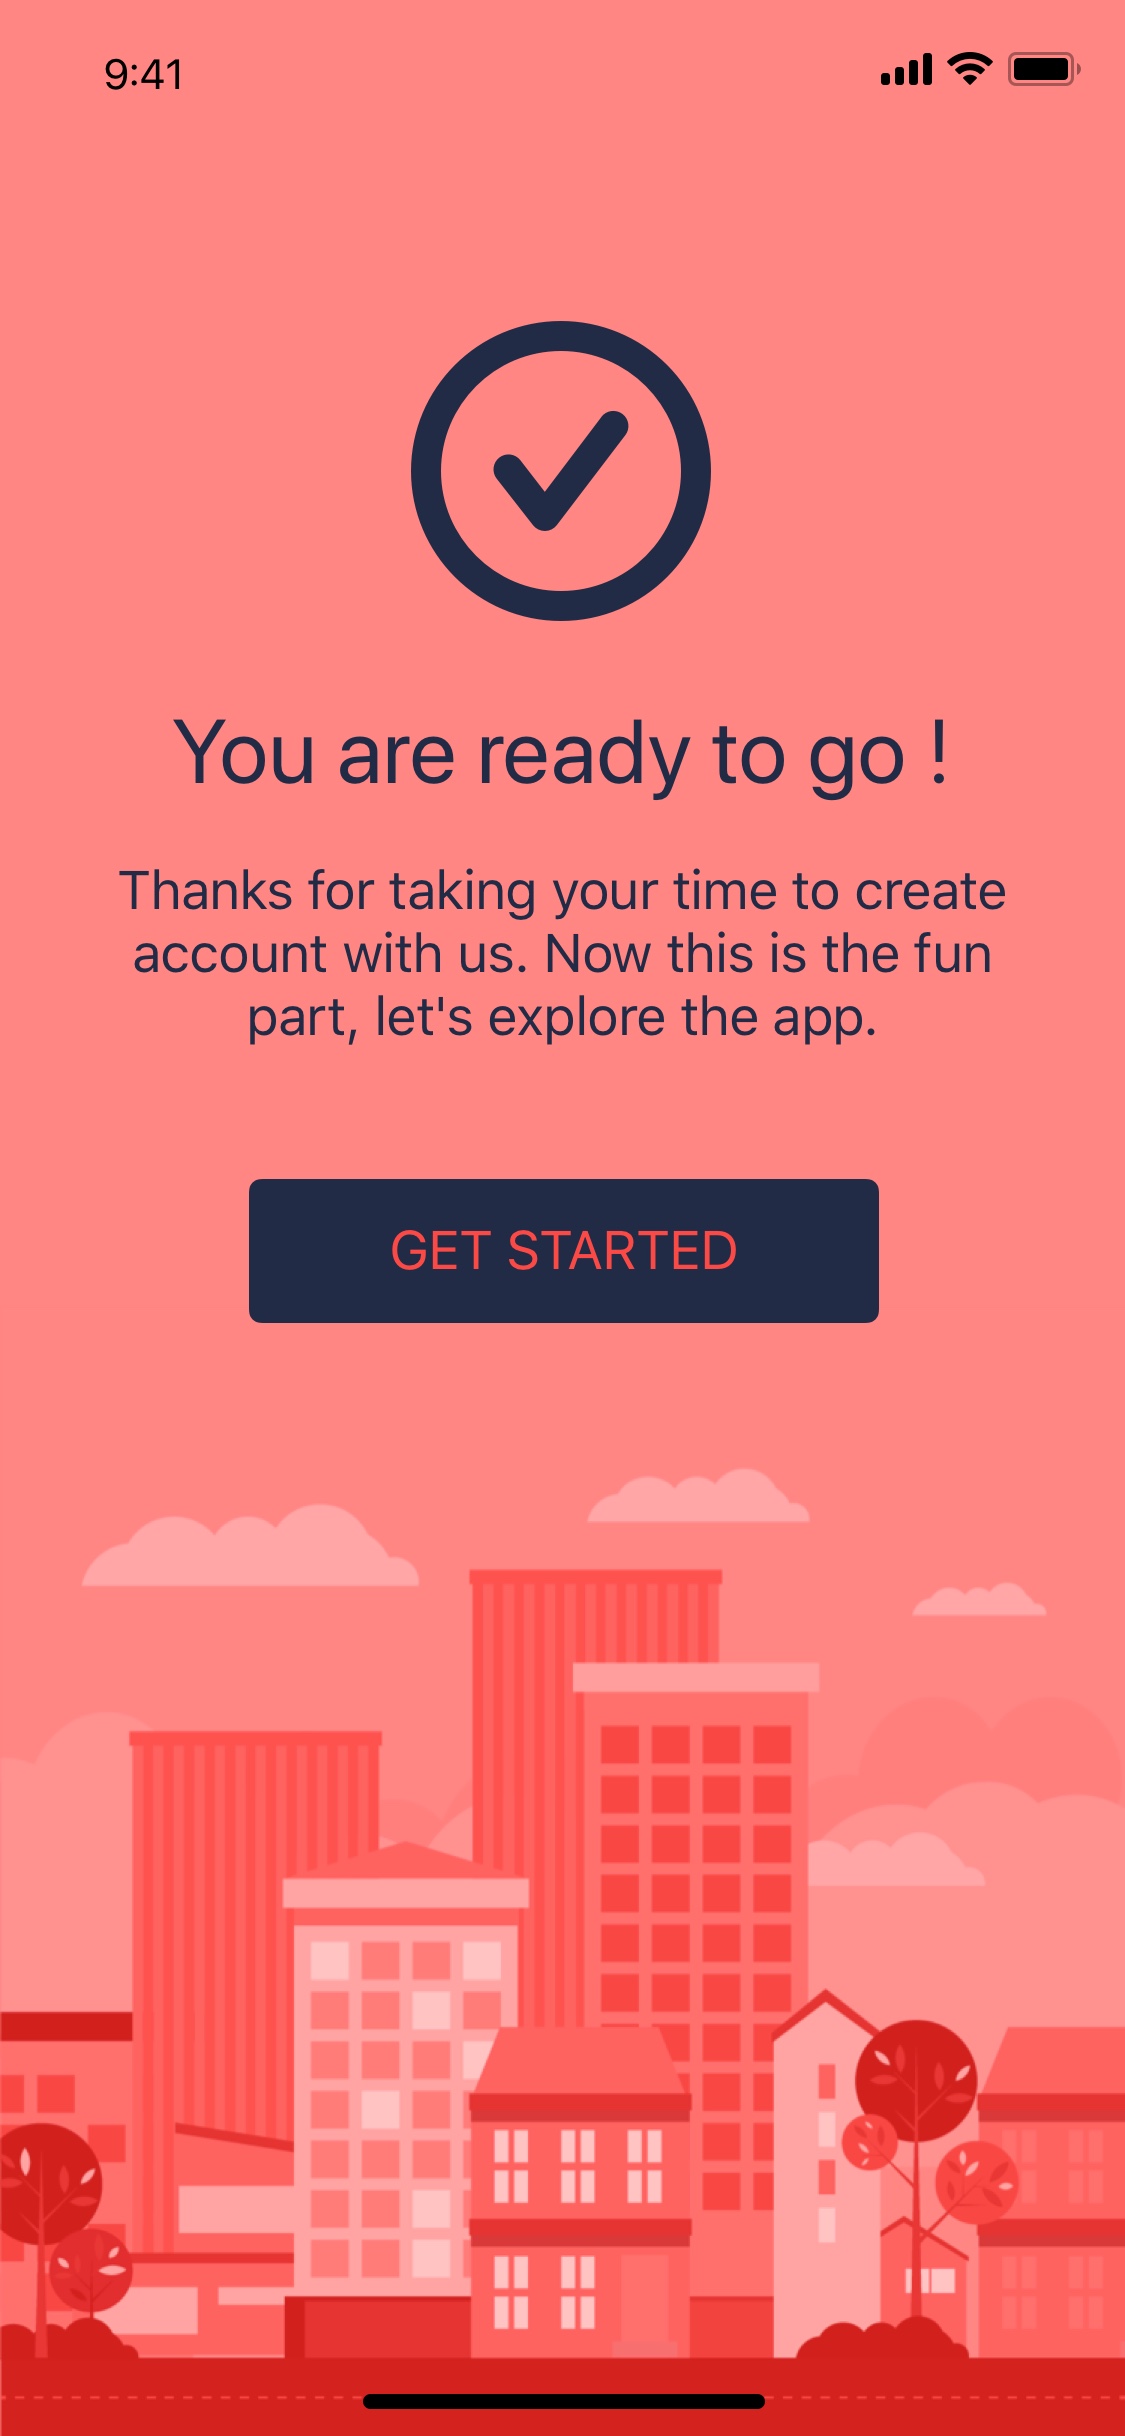 9:41
You are ready to go !
Thanks for taking your time to create
account with us. Now this is the fun
part, let's explore the app.
GET STARTED